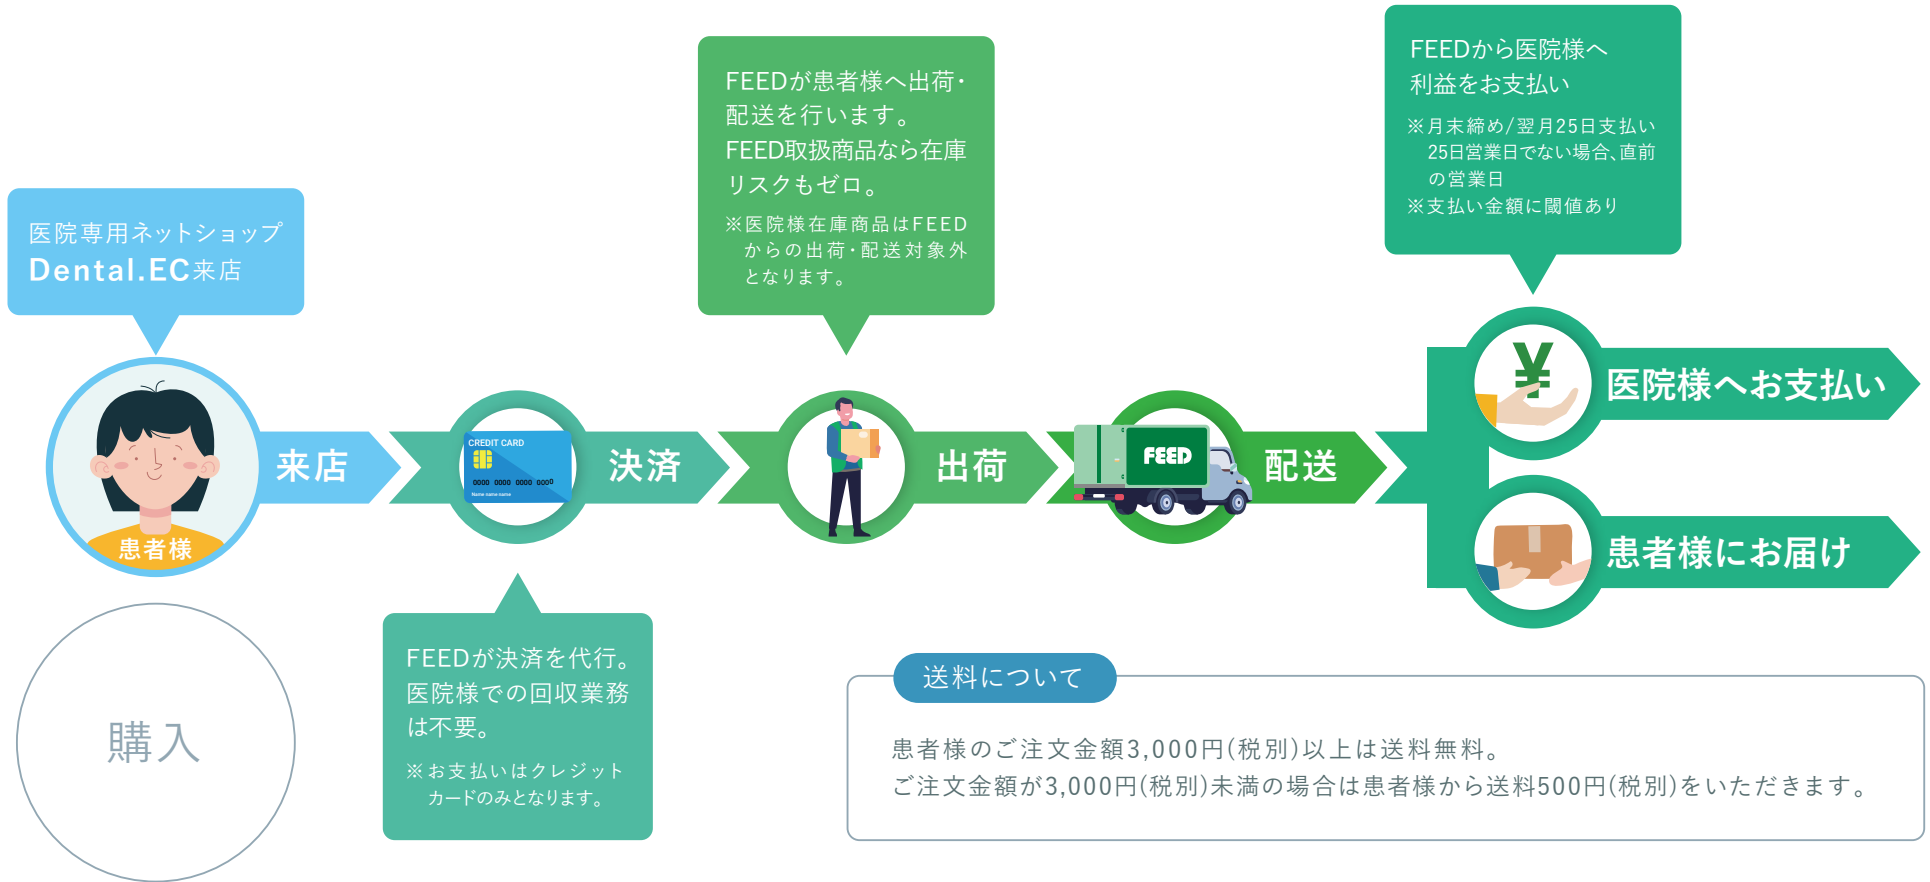 医院専用ネットショップ
Dental.EC来店
患者様
来店
購入
CREDIT CARD
0000 0000 0000 0000
Name name name
決済
FEEDが決済を代行。
医院様での回収業務
は不要。
※お支払いはクレジット
カードのみとなります。
FEEDが患者様へ出荷・
配送を行います。
FEED取扱商品なら在庫
リスクもゼロ。
※医院様在庫商品はFEED
からの出荷・配送対象外
となります。
出荷
FEED
配送
FEEDから医院様へ
利益をお支払い
※月末締め/翌月25日支払い
25日営業日でない場合、直前
の営業日
※支払い金額に閾値あり
¥
医院様へお支払い
患者様にお届け
送料について
患者様のご注文金額3,000円(税別)以上は送料無料。
ご注文金額が3,000円(税別)未満の場合は患者様から送料500円(税別)をいただきます。